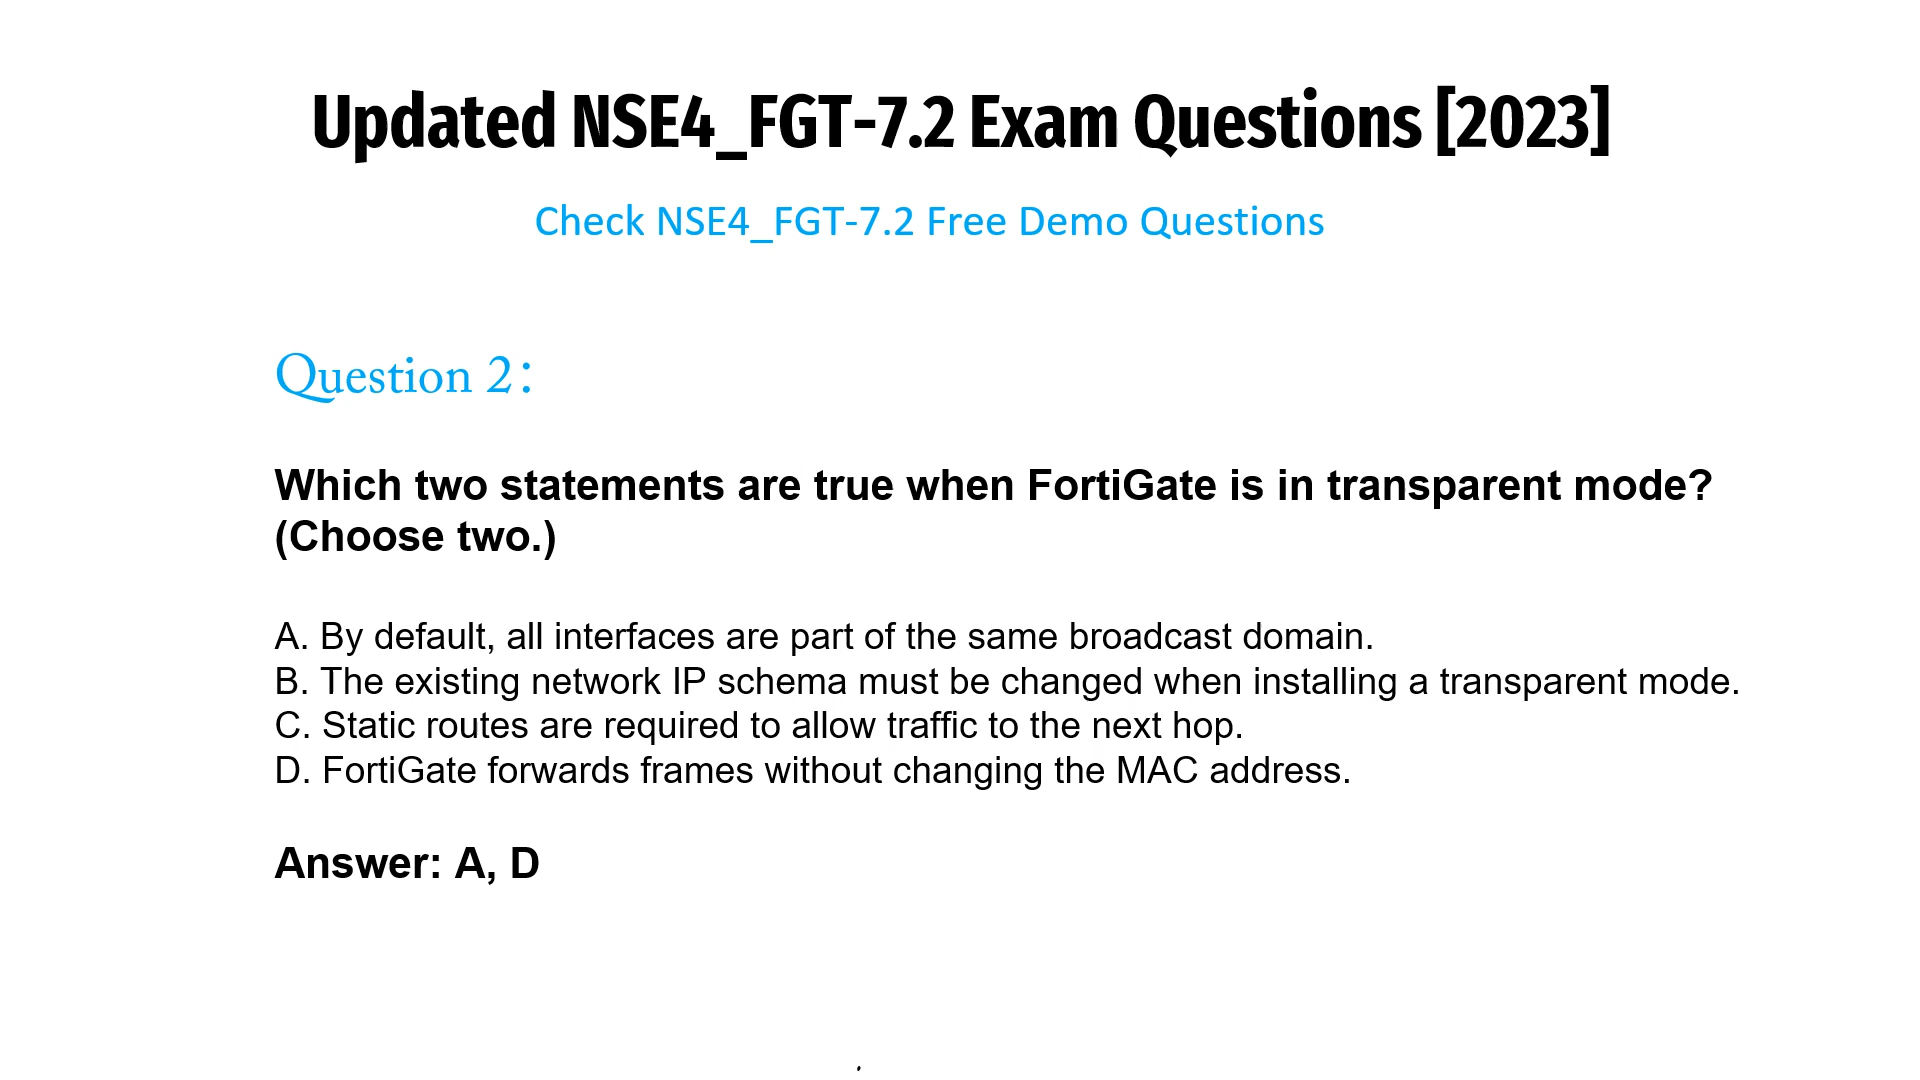 Updated NSE4_FGT-7.2 Exam Questions [2023]
Check NSE4_FGT-7.2 Free Demo Questions
Question 2:
Which two statements are true when FortiGate is in transparent mode?
(Choose two.)
A. By default, all interfaces are part of the same broadcast domain.
B. The existing network IP schema must be changed when installing a transparent mode.
C. Static routes are required to allow traffic to the next hop.
D. FortiGate forwards frames without changing the MAC address.
Answer: A, D